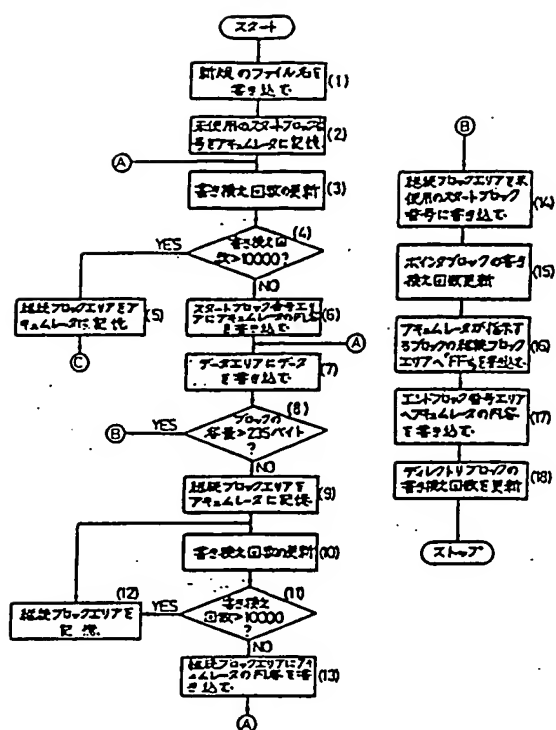 スタート
新規のファイル名を
書き込む
(1)
未使用のスタートブロック番
号をアキュムレータに記憶
(2)
A
書き換え回数の更新
(3)
(4)
書き換え回
数>10000?
YES
NO
継続ブロックエリアをア
キュムレータに記憶
(5)
C
スタートブロック番号エリ
アにアキュムレータの内容
を書き込む
(6)
A
データエリアにデータ
を書き込む
(7)
(8)
ブロックの
容量>235バイト
?
YES
B
NO
継続ブロックエリアを
アキュムレータに記憶
(9)
書き換え回数の更新
(10)
(11)
書き換え
回数>10000
?
YES
(12)
継続ブロックエリアを
記憶
NO
継続ブロックエリアにアキ
ュムレータの内容を書き
込む
(13)
A
B
継続ブロックエリアを未
使用のスタートブロック
番号に書き込む
(14)
ポインタブロックの書き
換え回数更新
(15)
アキュムレータが指示す
るブロックの継続ブロック
エリアへ"FF"を書き込む
(16)
エンドブロック番号エリア
へアキュムレータの内容
を書き込む
(17)
ディレクトリブロックの
書き換え回数を更新
(18)
ストップ